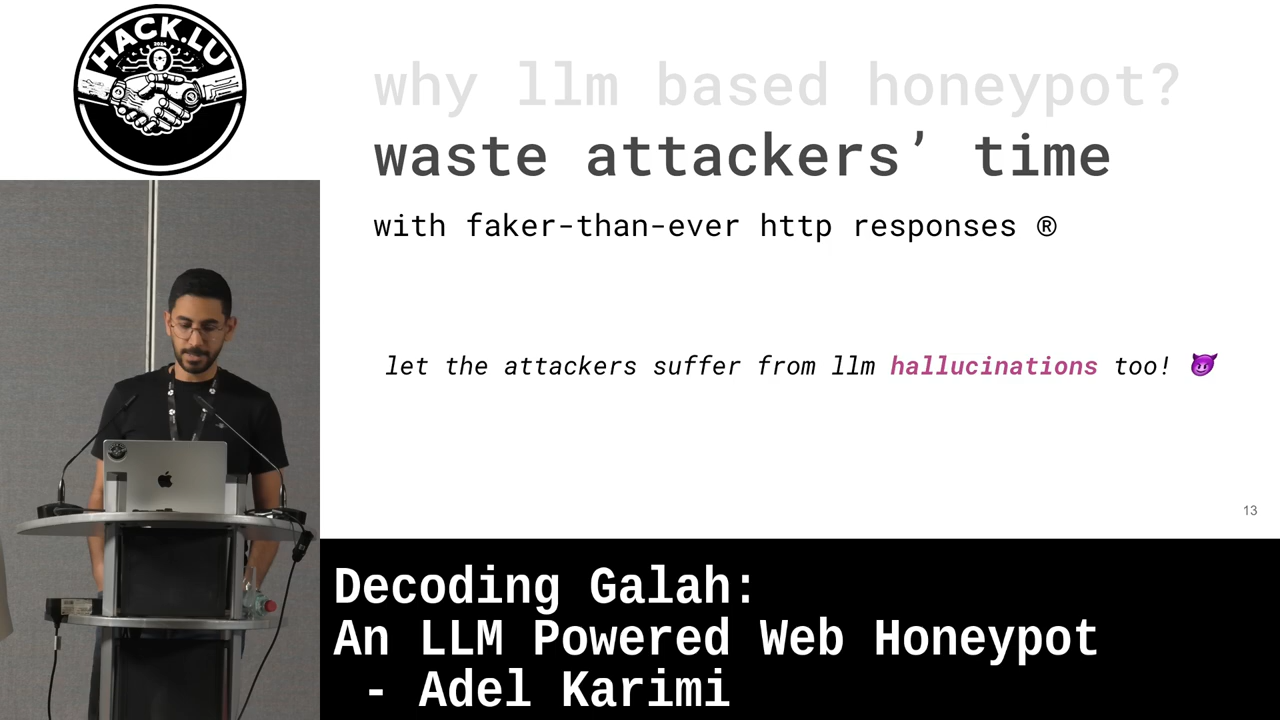 HACK.LU
2024
why llm based honeypot?
waste attackers’ time
with faker-than-ever http responses ®
let the attackers suffer from llm hallucinations too! 😈
13
Decoding Galah:
An LLM Powered Web Honeypot
- Adel Karimi